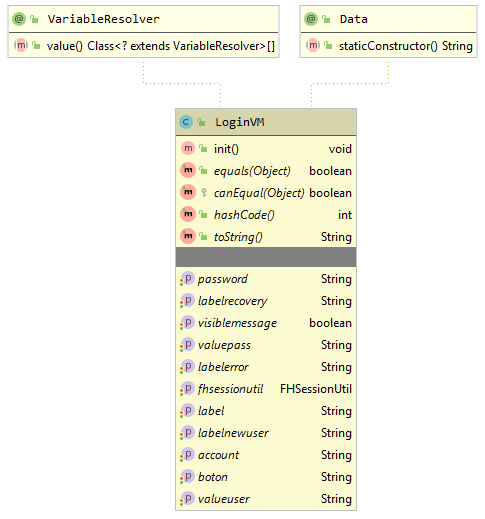 @ VariableResolver
m value() Class<? extends VariableResolver>[]
@ Data
m staticConstructor() String
C LoginVM
m init() void
m equals(Object) boolean
m canEqual(Object) boolean
m hashCode() int
m toString() String
p password String
p labelrecovery String
p visiblemessage boolean
p valuepass String
p labelerror String
p fhsessionutil FHSessionUtil
p label String
p labelnewuser String
p account String
p boton String
p valueuser String